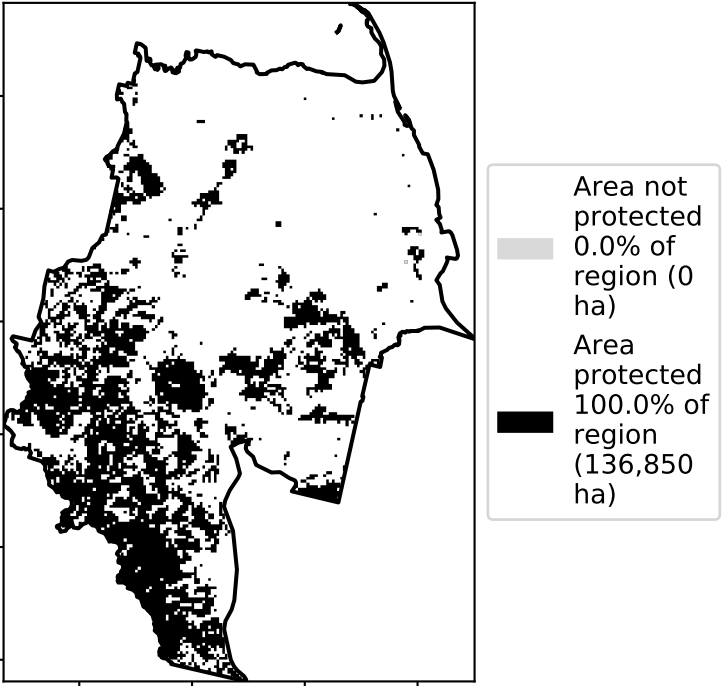 Area not
protected
0.0% of
region (0
ha)
Area
protected
100.0% of
region
(136,850
ha)